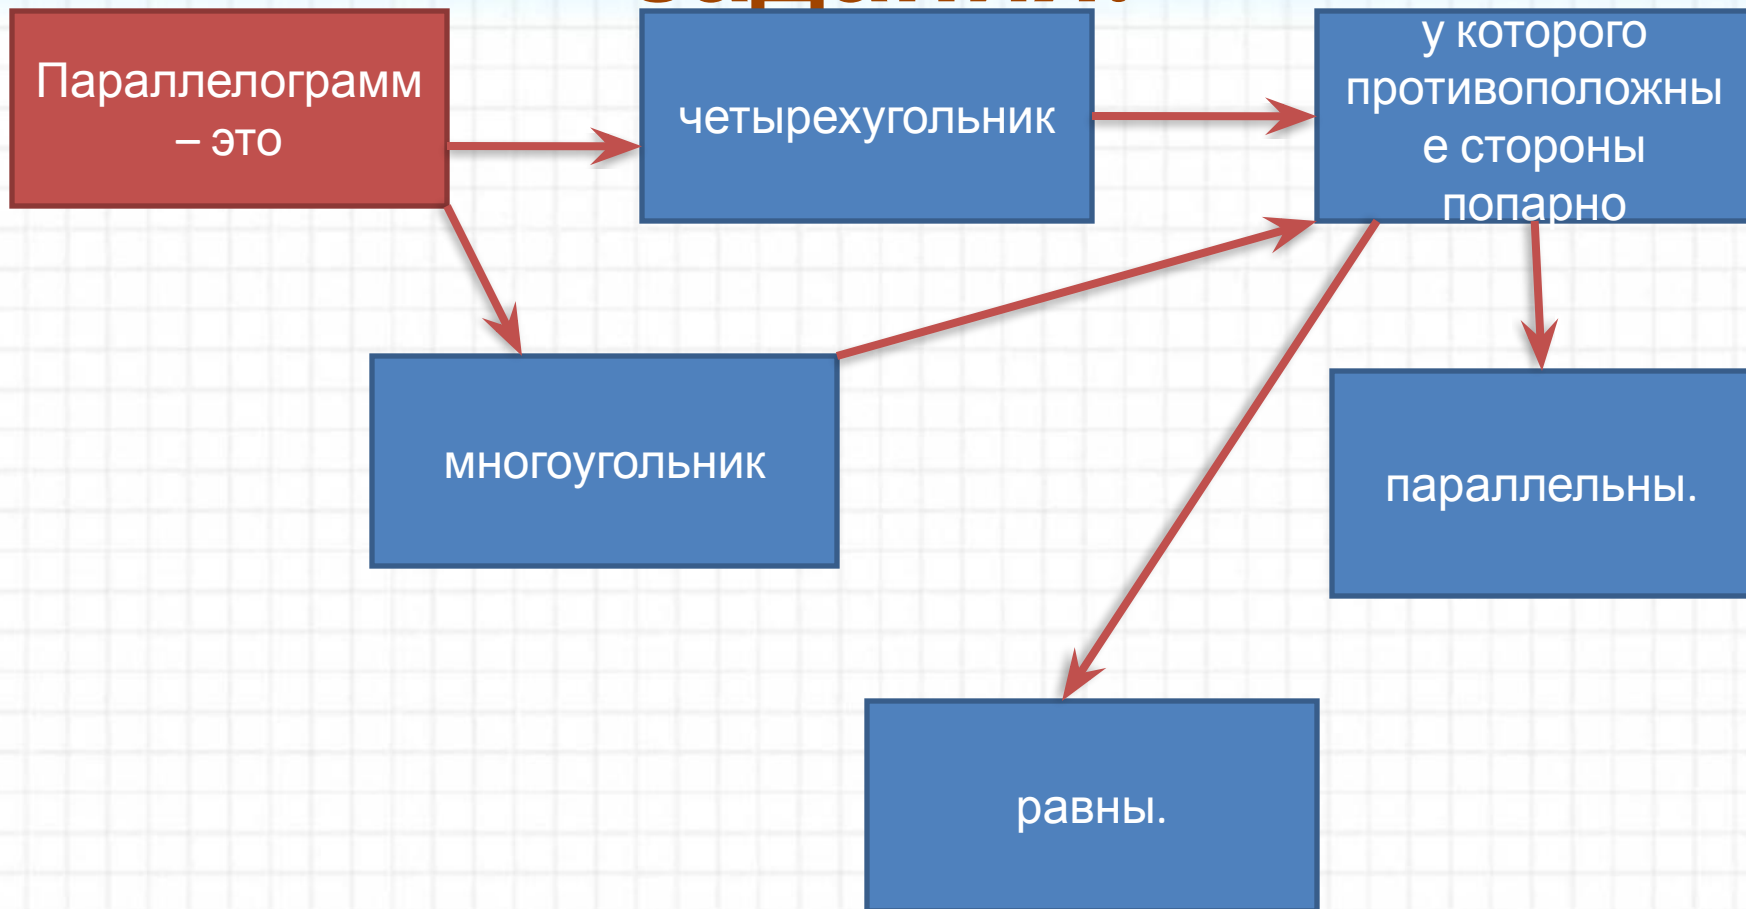 Параллелограмм
– это
четырехугольник
у которого
противоположны
е стороны
попарно
многоугольник
параллельны.
равны.